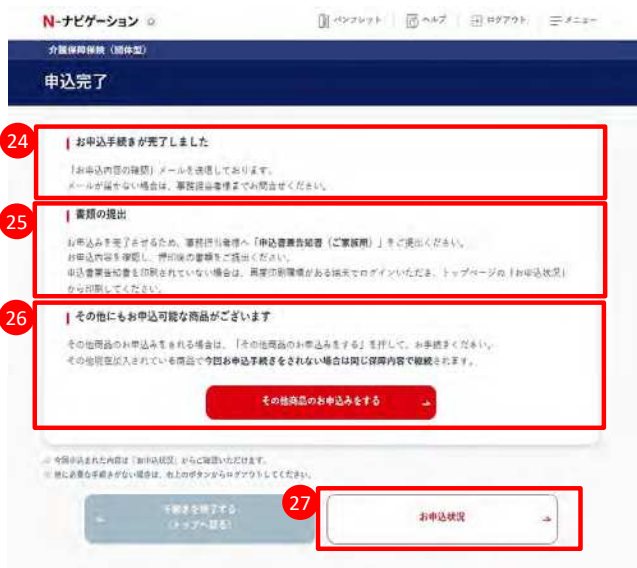 N-ナビゲーション
パンフレット ヘルプ ログアウト メニュー
介護保障保険（団体型）
申込完了
24
お申込手続きが完了しました
「お申込内容の確認」メールを送信しております。
メールが届かない場合は、事務担当者様までお問合せください。
25
書類の提出
お申込みを完了させるため、事務担当者様へ「申込書兼告知書（ご家族用）」をご提出ください。
お申込内容を確認し、押印後の書類をご提出ください。
申込書兼告知書を印刷されていない場合は、再度印刷環境がある端末でログインいただき、トップページの「お申込状況」
から印刷してください。
26
その他にもお申込可能な商品がございます
その他商品のお申込みをされる場合は、「その他商品のお申込みをする」を押して、お手続きください。
その他現在加入されている商品で今回お申込手続きをされない場合は同じ保障内容で継続されます。
その他商品のお申込みをする
※ 今回申込まれた内容は「お申込状況」からご確認いただけます。
※ 他に必要な手続きがない場合は、右上のボタンからログアウトしてください。
手続きを終了する
（トップへ戻る）
27
お申込状況